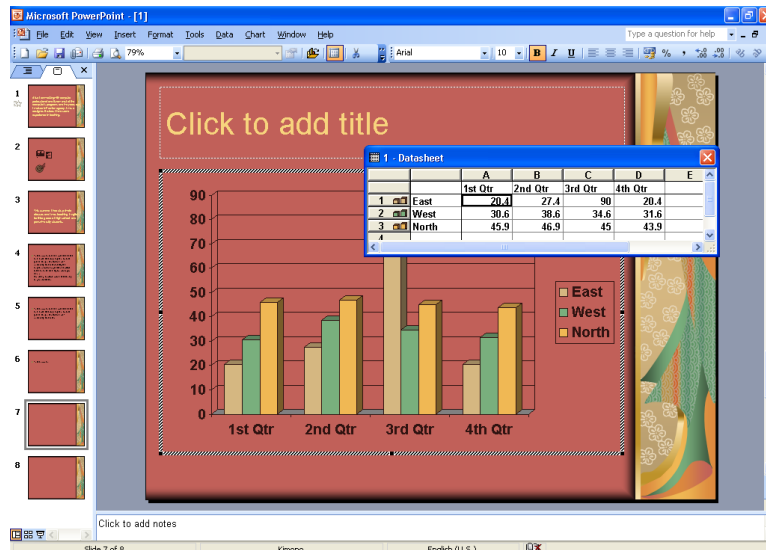 Microsoft PowerPoint - [1]
File Edit View Insert Format Tools Data Chart Window Help
Type a question for help
79%
Arial
10
B I U
%
1
2
3
4
5
6
7
8
Click to add title
1 - Datasheet
A B C D E
1st Qtr 2nd Qtr 3rd Qtr 4th Qtr
1 East 20.4 27.4 90 20.4
2 West 30.6 38.6 34.6 31.6
3 North 45.9 46.9 45 43.9
4
90
80
70
60
50
40
30
20
10
0
1st Qtr 2nd Qtr 3rd Qtr 4th Qtr
East
West
North
Click to add notes
Slide 7 of 8 Kimono English (U.S.)